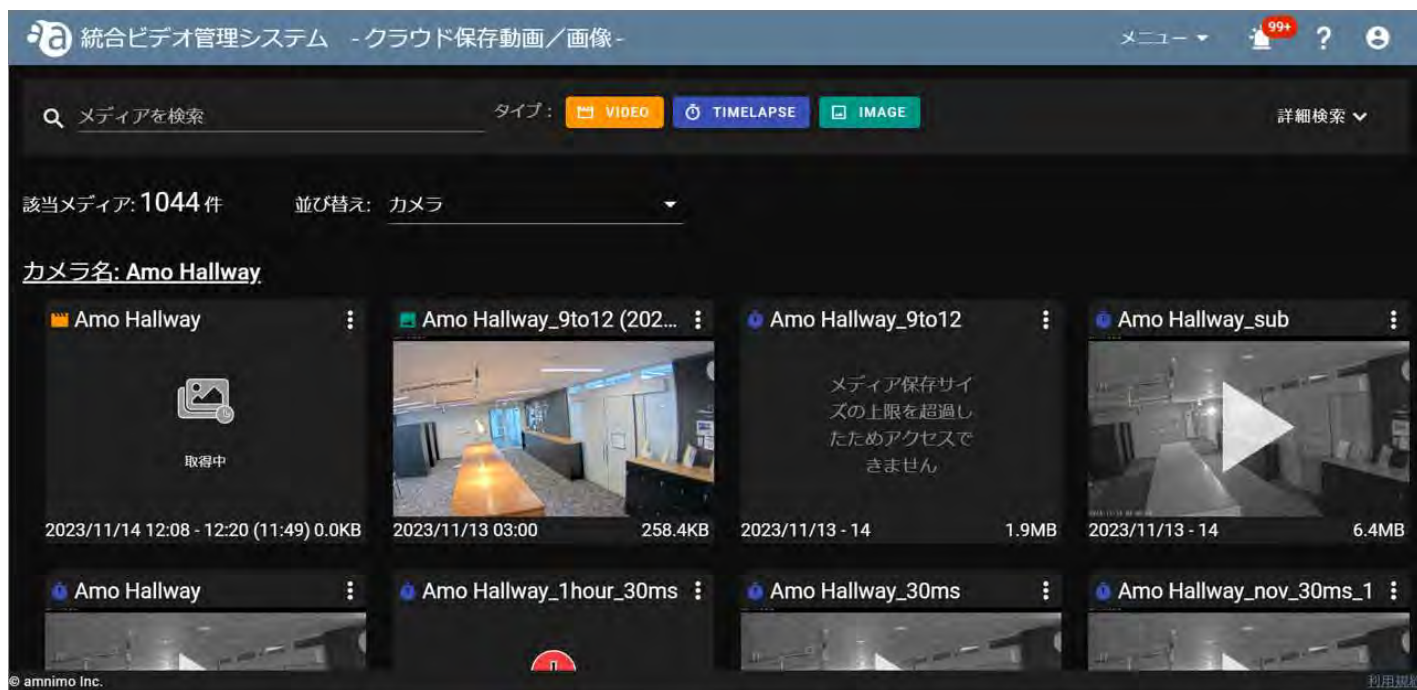 統合ビデオ管理システム - クラウド保存動画／画像 -
メニュー 99+ ?
メディアを検索 タイプ： VIDEO TIMELAPSE IMAGE 詳細検索
該当メディア: 1044 件 並び替え: カメラ
カメラ名: Amo Hallway
Amo Hallway Amo Hallway_9to12 (202... Amo Hallway_9to12 Amo Hallway_sub
メディア保存サイ
ズの上限を超過し
たためアクセスで
きません
取得中
2023/11/14 12:08 - 12:20 (11:49) 0.0KB 2023/11/13 03:00 258.4KB 2023/11/13 - 14 1.9MB 2023/11/13 - 14 6.4MB
Amo Hallway Amo Hallway_1hour_30ms Amo Hallway_30ms Amo Hallway_nov_30ms_1
© amnimo Inc. 利用規